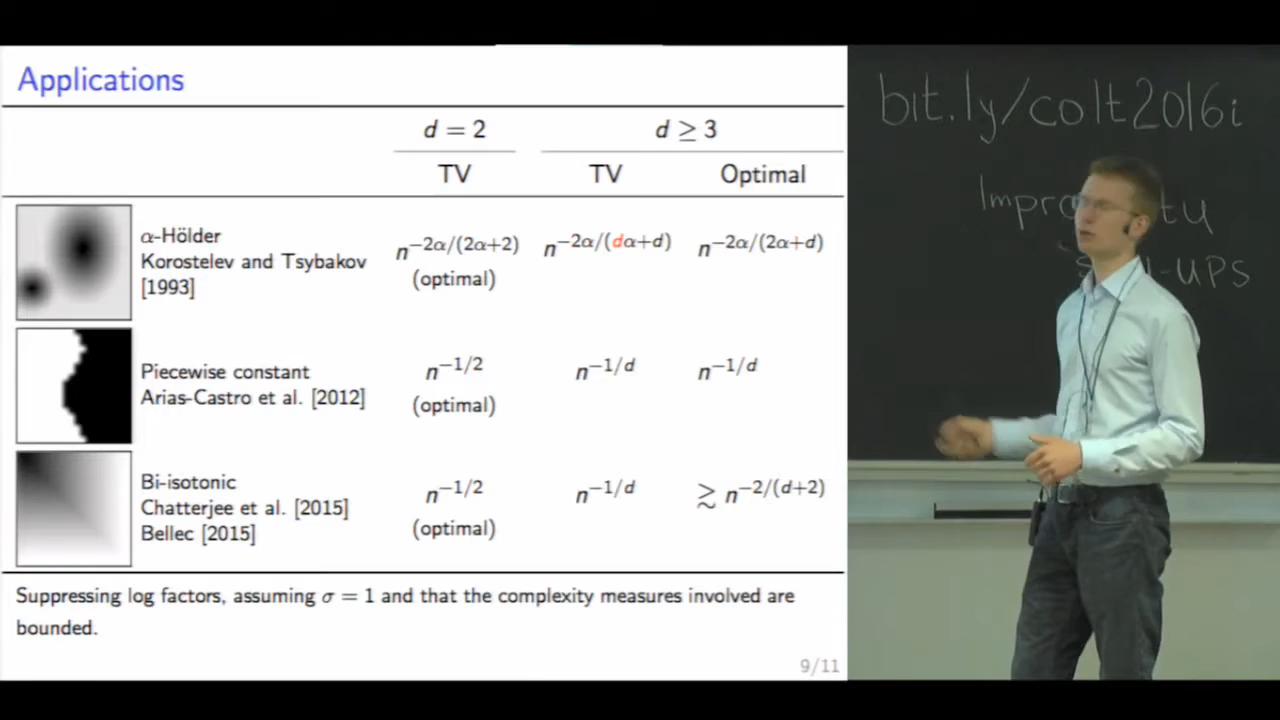 Applications
d = 2
d ≥ 3
TV
TV
Optimal
α-Hölder
Korostelev and Tsybakov
[1993]
n^{-2α/(2α+2)}
(optimal)
n^{-2α/(dα+d)}
n^{-2α/(2α+d)}
Piecewise constant
Arias-Castro et al. [2012]
n^{-1/2}
(optimal)
n^{-1/d}
n^{-1/d}
Bi-isotonic
Chatterjee et al. [2015]
Bellec [2015]
n^{-1/2}
(optimal)
n^{-1/d}
≳ n^{-2/(d+2)}
Suppressing log factors, assuming σ = 1 and that the complexity measures involved are
bounded.
9/11
bit.ly/colt2016i